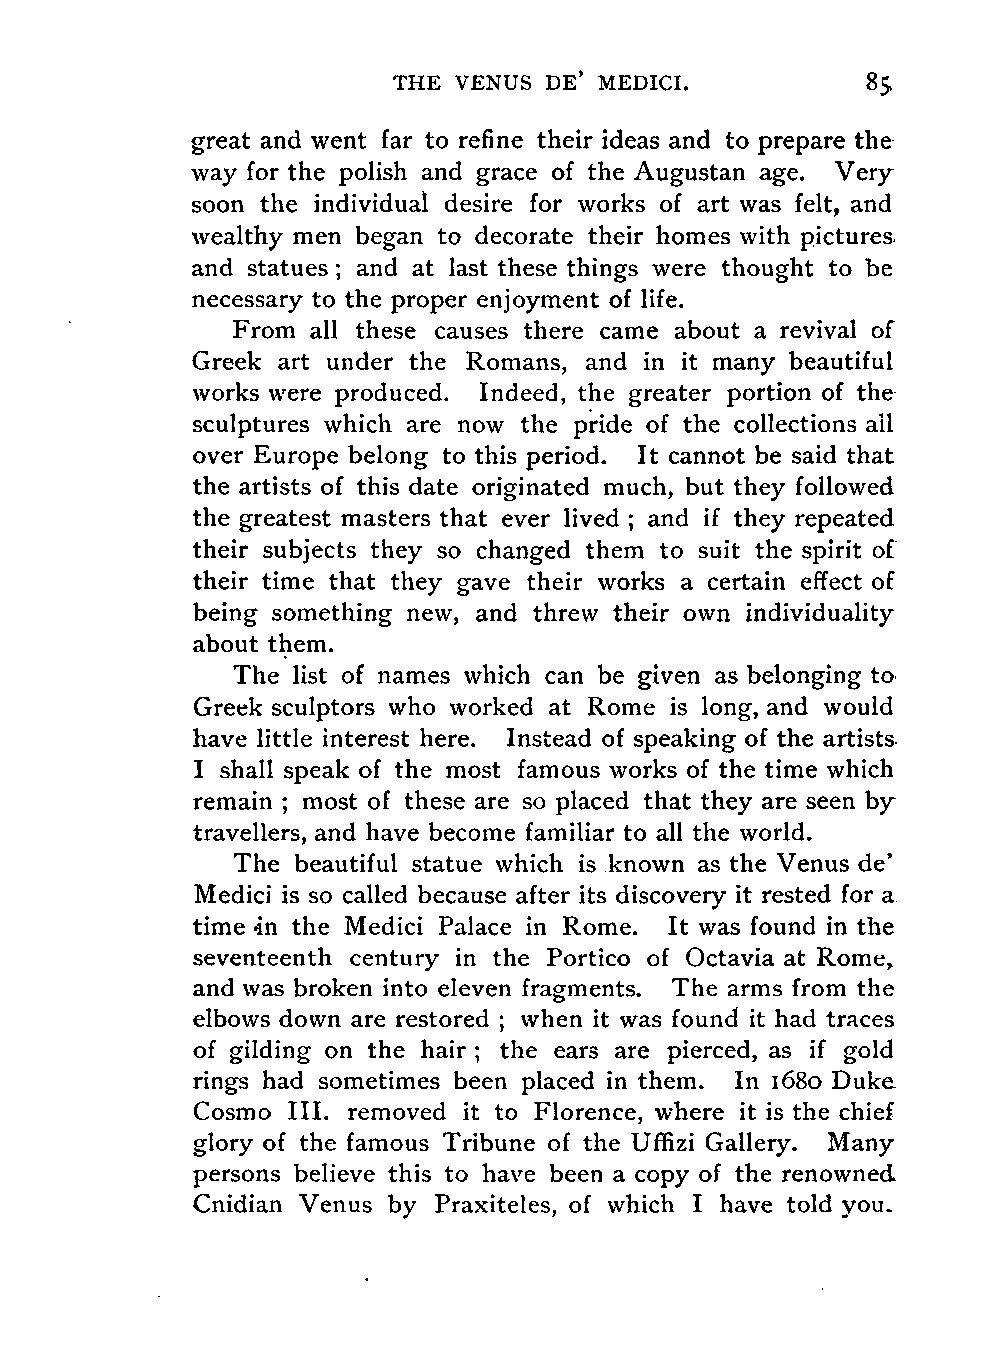 THE VENUS DE' MEDICI. 85
great and went far to refine their ideas and to prepare the
way for the polish and grace of the Augustan age. Very
soon the individual desire for works of art was felt, and
wealthy men began to decorate their homes with pictures
and statues ; and at last these things were thought to be
necessary to the proper enjoyment of life.
From all these causes there came about a revival of
Greek art under the Romans, and in it many beautiful
works were produced. Indeed, the greater portion of the
sculptures which are now the pride of the collections all
over Europe belong to this period. It cannot be said that
the artists of this date originated much, but they followed
the greatest masters that ever lived ; and if they repeated
their subjects they so changed them to suit the spirit of
their time that they gave their works a certain effect of
being something new, and threw their own individuality
about them.
The list of names which can be given as belonging to
Greek sculptors who worked at Rome is long, and would
have little interest here. Instead of speaking of the artists
I shall speak of the most famous works of the time which
remain ; most of these are so placed that they are seen by
travellers, and have become familiar to all the world.
The beautiful statue which is known as the Venus de'
Medici is so called because after its discovery it rested for a
time in the Medici Palace in Rome. It was found in the
seventeenth century in the Portico of Octavia at Rome,
and was broken into eleven fragments. The arms from the
elbows down are restored ; when it was found it had traces
of gilding on the hair ; the ears are pierced, as if gold
rings had sometimes been placed in them. In 1680 Duke
Cosmo III. removed it to Florence, where it is the chief
glory of the famous Tribune of the Uffizi Gallery. Many
persons believe this to have been a copy of the renowned
Cnidian Venus by Praxiteles, of which I have told you.